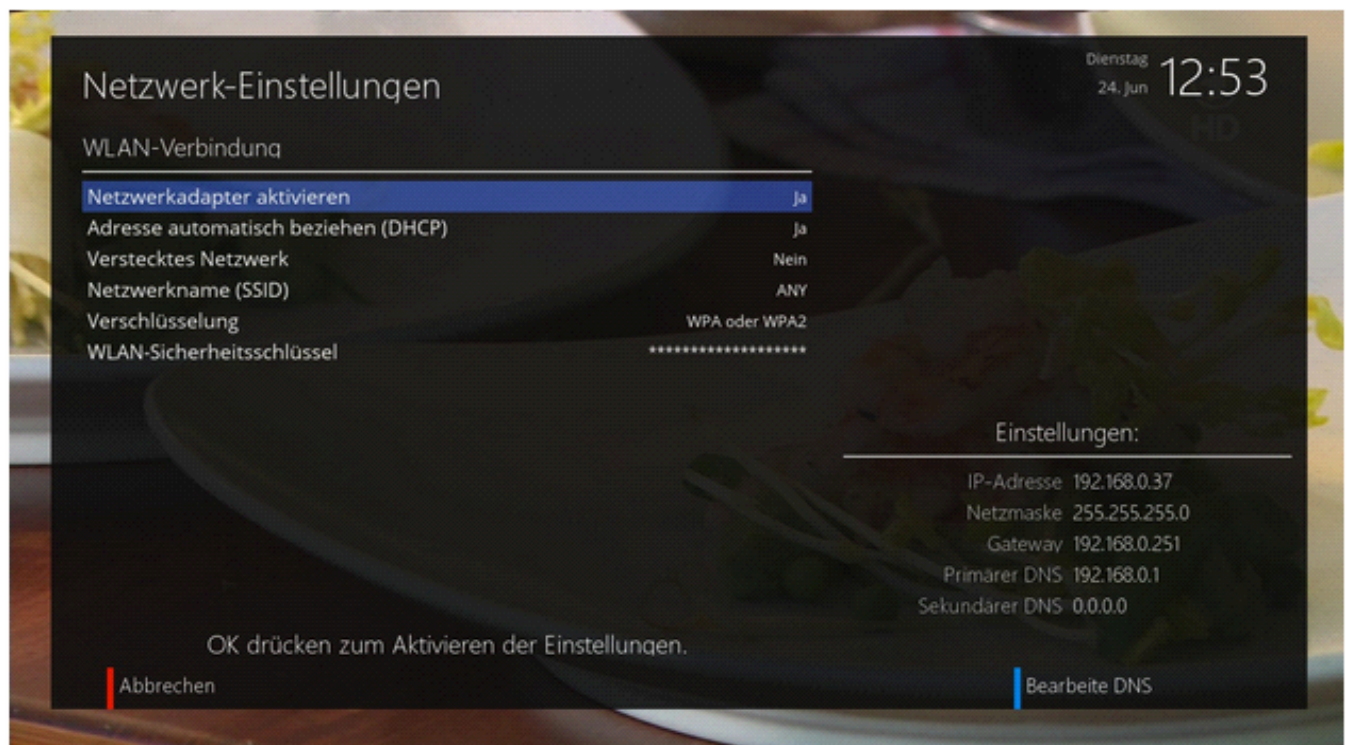 Netzwerk-Einstellungen
Dienstag
24. Jun
12:53
HD
WLAN-Verbindung
Netzwerkadapter aktivieren Ja
Adresse automatisch beziehen (DHCP) Ja
Verstecktes Netzwerk Nein
Netzwerkname (SSID) ANY
Verschlüsselung WPA oder WPA2
WLAN-Sicherheitsschlüssel *******************
Einstellungen:
IP-Adresse 192.168.0.37
Netzmaske 255.255.255.0
Gateway 192.168.0.251
Primärer DNS 192.168.0.1
Sekundärer DNS 0.0.0.0
OK drücken zum Aktivieren der Einstellungen.
Abbrechen
Bearbeite DNS